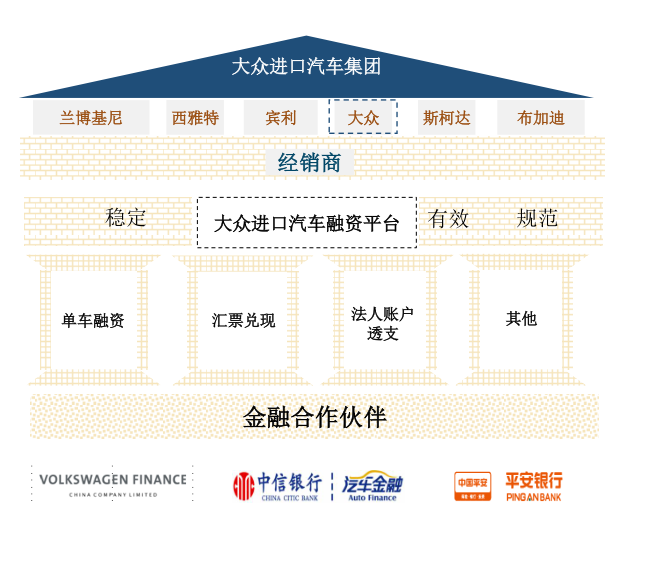 大众进口汽车集团
兰博基尼 西雅特 宾利 大众 斯柯达 布加迪
经销商
稳定 大众进口汽车融资平台 有效 规范
单车融资 汇票兑现 法人账户 其他
透支
金融合作伙伴
VOLKSWAGEN FINANCE 中信银行 汽车金融 中国平安 平安银行
CHINA COMPANY LIMITED CHINA CITIC BANK Auto Finance PING AN BANK